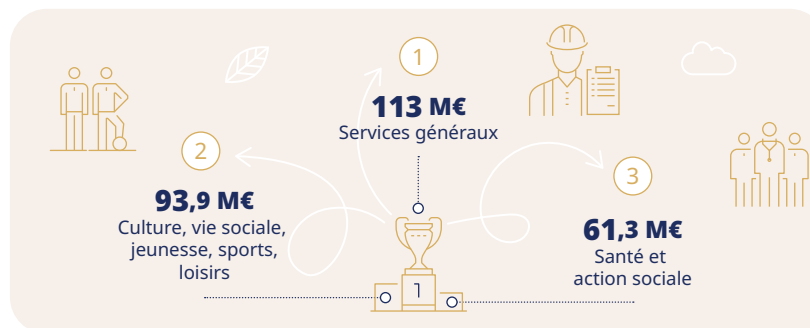 1
113 M€
Services généraux
2
93,9 M€
Culture, vie sociale,
jeunesse, sports,
loisirs
3
61,3 M€
Santé et
action sociale
1